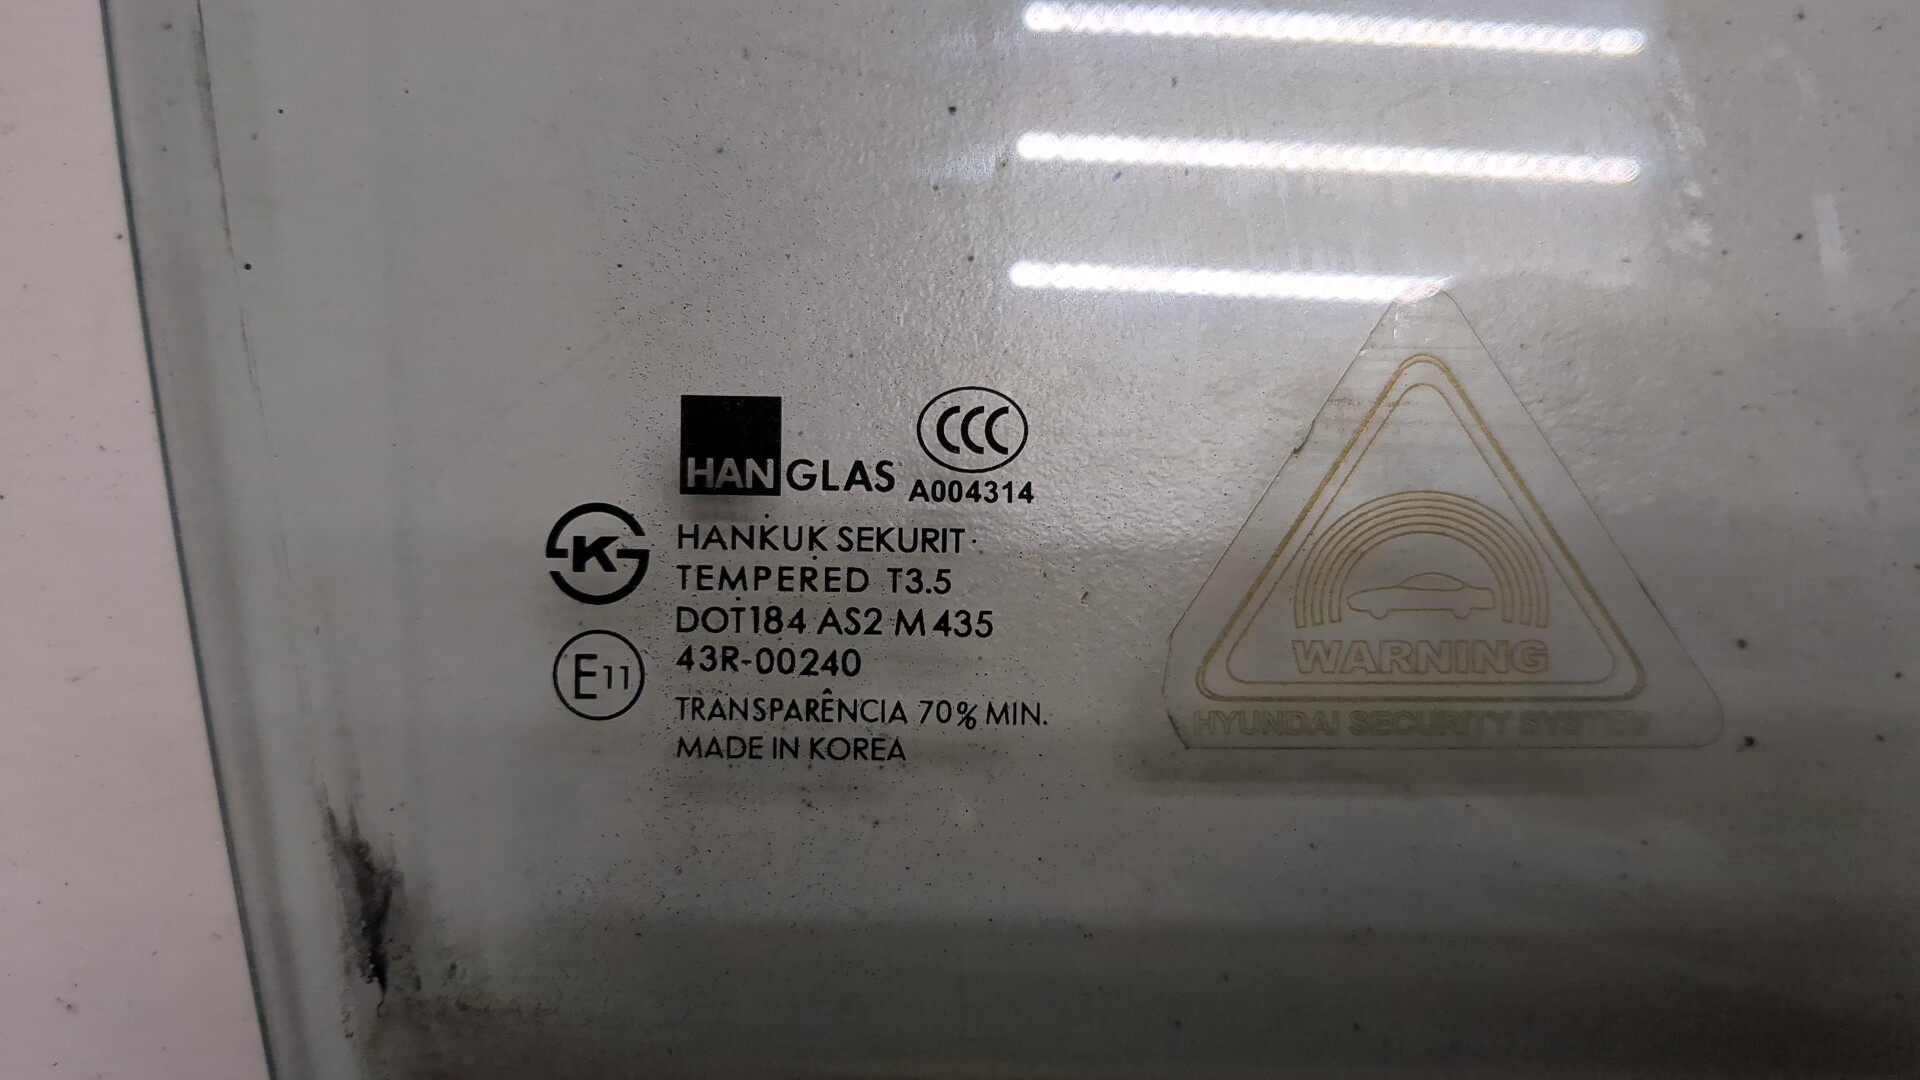 HANGLAS
CCC
A004314
K
HANKUK SEKURIT
TEMPERED T3.5
DOT184 AS2 M435
E11
43R-00240
TRANSPARÊNCIA 70% MIN.
MADE IN KOREA
WARNING
HYUNDAI SECURITY SYSTEM